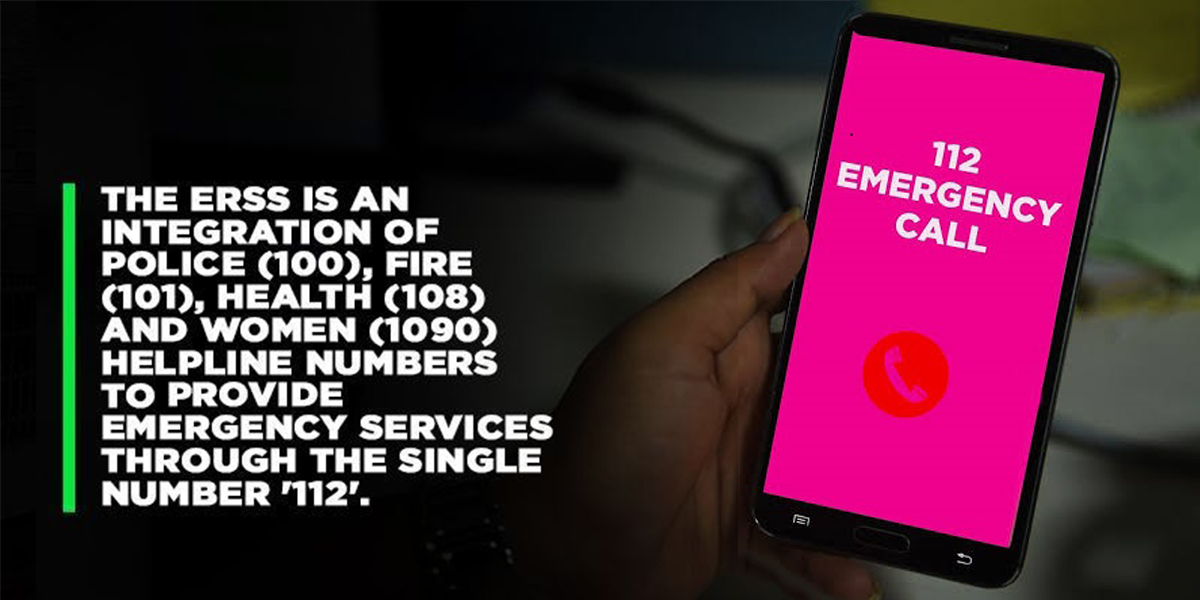 THE ERSS IS AN
INTEGRATION OF
POLICE (100), FIRE
(101), HEALTH (108)
AND WOMEN (1090)
HELPLINE NUMBERS
TO PROVIDE
EMERGENCY SERVICES
THROUGH THE SINGLE
NUMBER '112'.
112
EMERGENCY
CALL